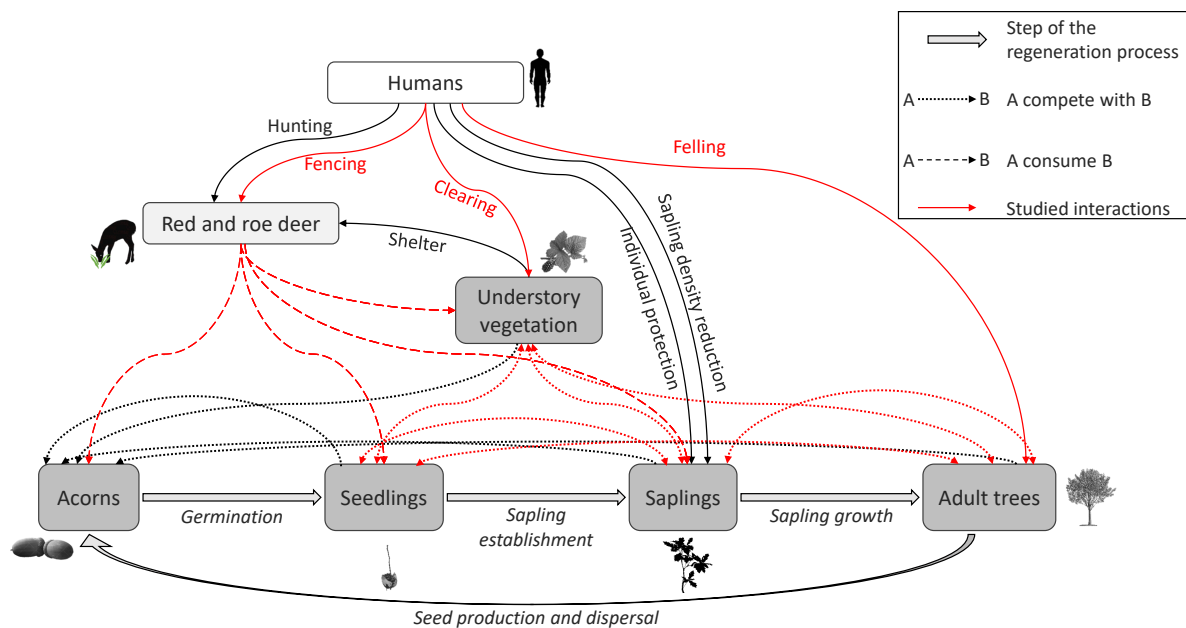 Step of the
regeneration process
A B A compete with B
A B A consume B
Studied interactions
Humans
Hunting
Fencing
Clearing
Felling
Sapling density reduction
Individual protection
Red and roe deer
Shelter
Understory
vegetation
Acorns
Seedlings
Saplings
Adult trees
Germination
Sapling
establishment
Sapling growth
Seed production and dispersal